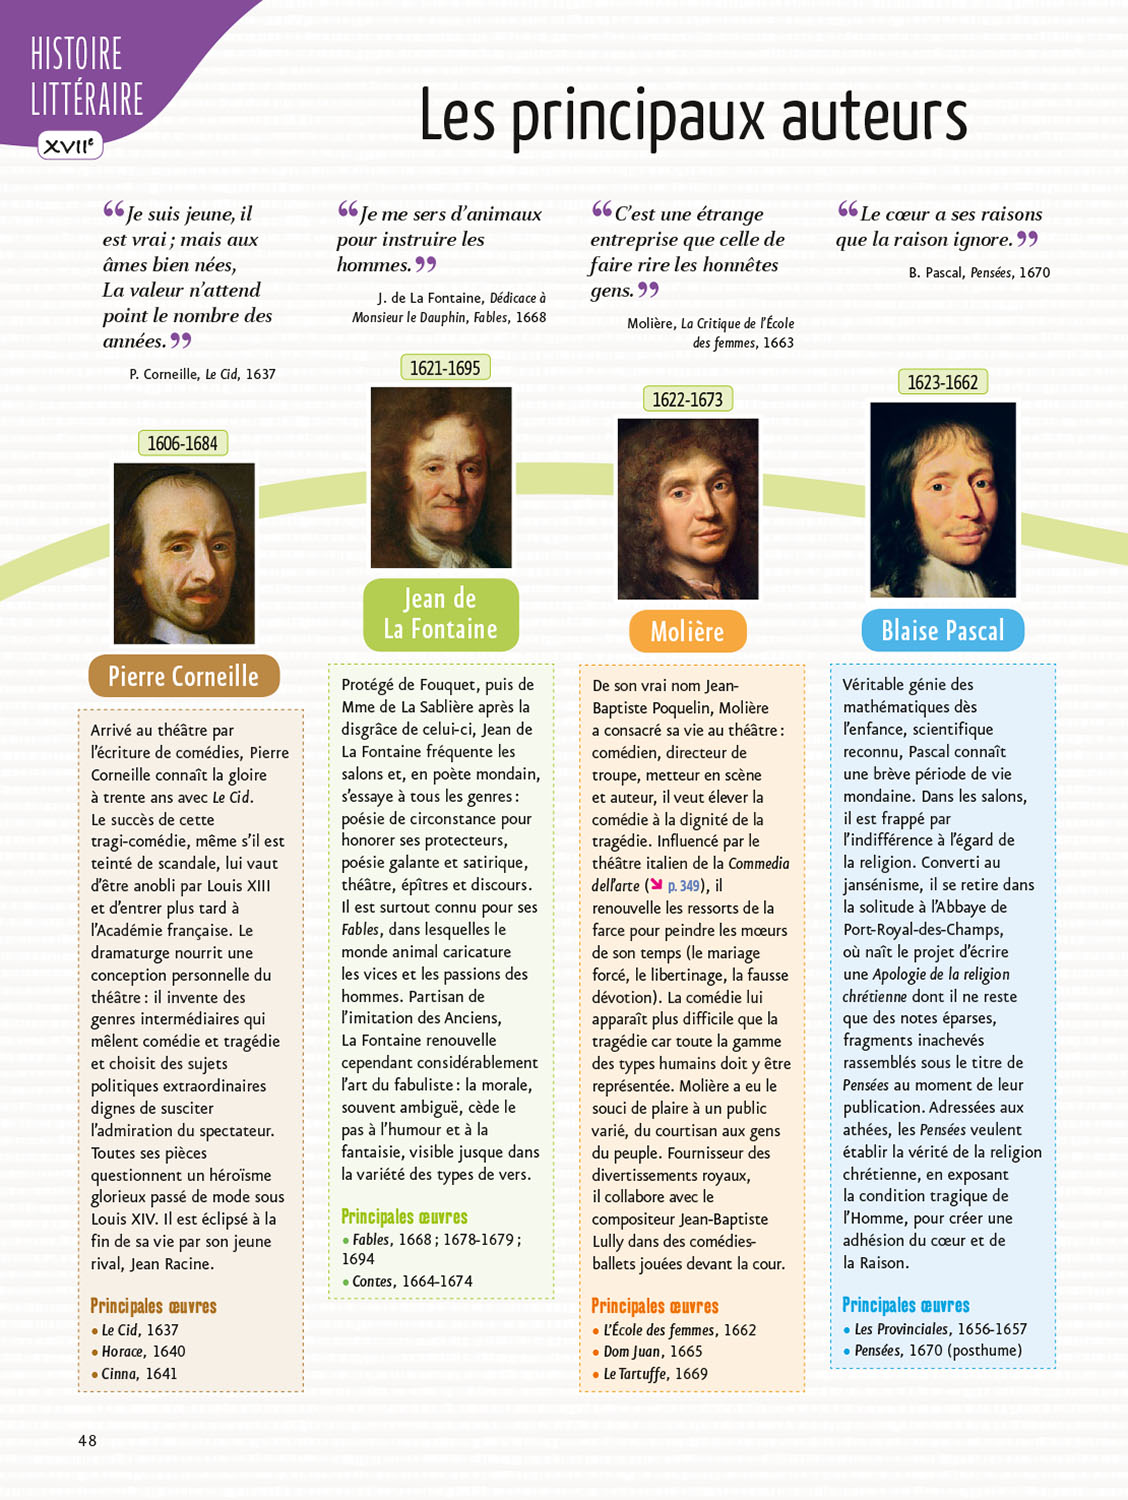 HISTOIRE
LITTÉRAIRE
XVIIe
Les principaux auteurs
“Je suis jeune, il
est vrai ; mais aux
âmes bien nées,
La valeur n’attend
point le nombre des
années.”
P. Corneille, Le Cid, 1637
“Je me sers d’animaux
pour instruire les
hommes.”
J. de La Fontaine, Dédicace à
Monsieur le Dauphin, Fables, 1668
“C’est une étrange
entreprise que celle de
faire rire les honnêtes
gens.”
Molière, La Critique de l’École
des femmes, 1663
“Le cœur a ses raisons
que la raison ignore.”
B. Pascal, Pensées, 1670
1606-1684
Pierre Corneille
Arrivé au théâtre par
l’écriture de comédies, Pierre
Corneille connaît la gloire
à trente ans avec Le Cid.
Le succès de cette
tragi-comédie, même s’il est
teinté de scandale, lui vaut
d’être anobli par Louis XIII
et d’entrer plus tard à
l’Académie française. Le
dramaturge nourrit une
conception personnelle du
théâtre : il invente des
genres intermédiaires qui
mêlent comédie et tragédie
et choisit des sujets
politiques extraordinaires
dignes de susciter
l’admiration du spectateur.
Toutes ses pièces
questionnent un héroïsme
glorieux passé de mode sous
Louis XIV. Il est éclipsé à la
fin de sa vie par son jeune
rival, Jean Racine.
Principales œuvres
• Le Cid, 1637
• Horace, 1640
• Cinna, 1641
1621-1695
Jean de
La Fontaine
Protégé de Fouquet, puis de
Mme de La Sablière après la
disgrâce de celui-ci, Jean de
La Fontaine fréquente les
salons et, en poète mondain,
s’essaye à tous les genres :
poésie de circonstance pour
honorer ses protecteurs,
poésie galante et satirique,
théâtre, épîtres et discours.
Il est surtout connu pour ses
Fables, dans lesquelles le
monde animal caricature
les vices et les passions des
hommes. Partisan de
l’imitation des Anciens,
La Fontaine renouvelle
cependant considérablement
l’art du fabuliste : la morale,
souvent ambiguë, cède le
pas à l’humour et à la
fantaisie, visible jusque dans
la variété des types de vers.
Principales œuvres
• Fables, 1668 ; 1678-1679 ;
1694
• Contes, 1664-1674
1622-1673
Molière
De son vrai nom Jean-
Baptiste Poquelin, Molière
a consacré sa vie au théâtre :
comédien, directeur de
troupe, metteur en scène
et auteur, il veut élever la
comédie à la dignité de la
tragédie. Influencé par le
théâtre italien de la Commedia
dell’arte (➘ p. 349), il
renouvelle les ressorts de la
farce pour peindre les mœurs
de son temps (le mariage
forcé, le libertinage, la fausse
dévotion). La comédie lui
apparaît plus difficile que la
tragédie car toute la gamme
des types humains doit y être
représentée. Molière a eu le
souci de plaire à un public
varié, du courtisan aux gens
du peuple. Fournisseur des
divertissements royaux,
il collabore avec le
compositeur Jean-Baptiste
Lully dans des comédies-
ballets jouées devant la cour.
Principales œuvres
• L’École des femmes, 1662
• Dom Juan, 1665
• Le Tartuffe, 1669
1623-1662
Blaise Pascal
Véritable génie des
mathématiques dès
l’enfance, scientifique
reconnu, Pascal connaît
une brève période de vie
mondaine. Dans les salons,
il est frappé par
l’indifférence à l’égard de
la religion. Converti au
jansénisme, il se retire dans
la solitude à l’Abbaye de
Port-Royal-des-Champs,
où naît le projet d’écrire
une Apologie de la religion
chrétienne dont il ne reste
que des notes éparses,
fragments inachevés
rassemblés sous le titre de
Pensées au moment de leur
publication. Adressées aux
athées, les Pensées veulent
établir la vérité de la religion
chrétienne, en exposant
la condition tragique de
l’Homme, pour créer une
adhésion du cœur et de
la Raison.
Principales œuvres
• Les Provinciales, 1656-1657
• Pensées, 1670 (posthume)
48